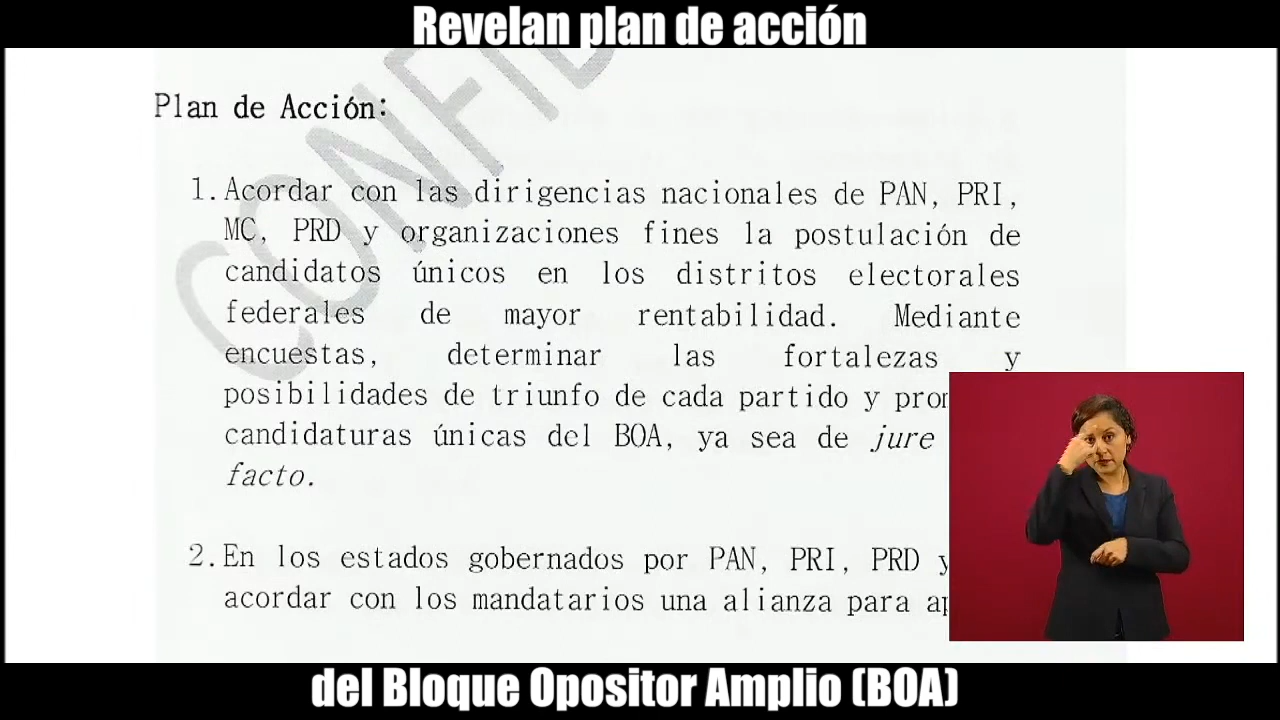 Revelan plan de acción
CONFID
Plan de Acción:
1. Acordar con las dirigencias nacionales de PAN, PRI,
MC, PRD y organizaciones fines la postulación de
candidatos únicos en los distritos electorales
federales de mayor rentabilidad. Mediante
encuestas, determinar las fortalezas y
posibilidades de triunfo de cada partido y
candidaturas únicas del BOA, ya sea de jure
facto.
2. En los estados gobernados por PAN, PRI, PRD y
acordar con los mandatarios una alianza para
del Bloque Opositor Amplio (BOA)